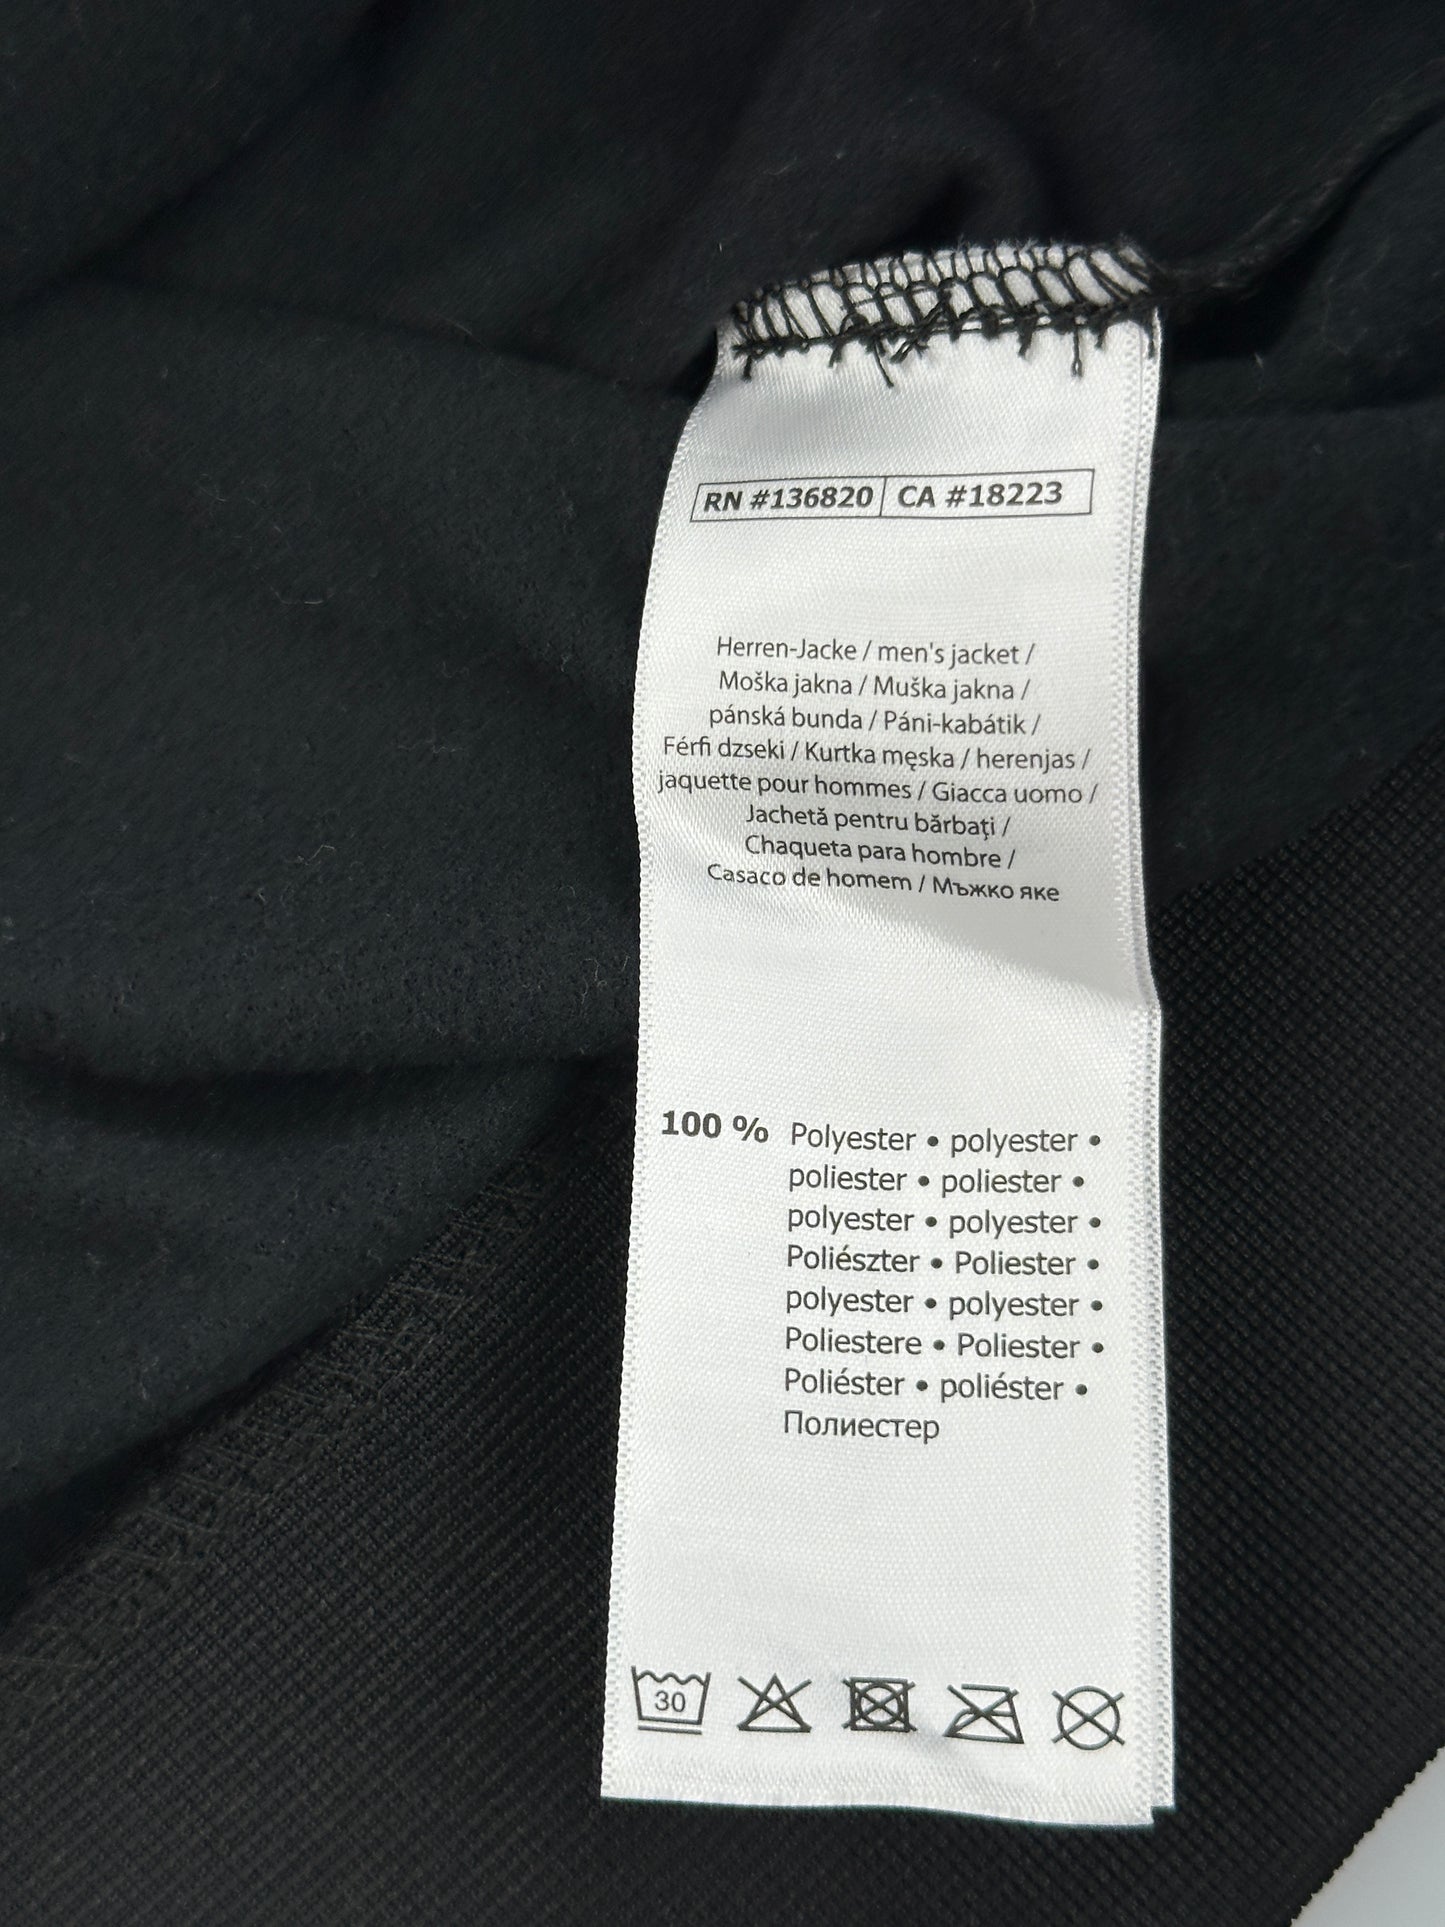 RN #136820 CA #18223
Herren-Jacke / men's jacket /
Moška jakna / Muška jakna /
pánská bunda / Páni-kabátik /
Férfi dzseki / Kurtka męska / herenjas /
jaquette pour hommes / Giacca uomo /
Jachetă pentru bărbaţi /
Chaqueta para hombre /
Casaco de homem / Мъжко яке
100 % Polyester • polyester •
poliester • poliester •
polyester • polyester •
Poliészter • Poliester •
polyester • polyester •
Poliestere • Poliester •
Poliéster • poliéster •
Полиестер
30